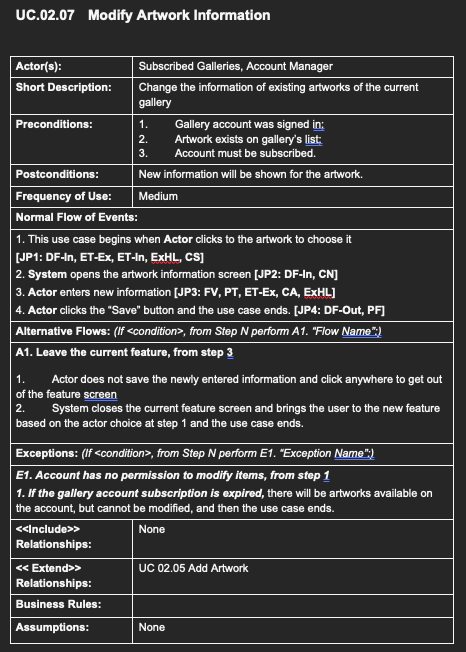 UC.02.07 Modify Artwork Information
Actor(s): Subscribed Galleries, Account Manager
Short Description: Change the information of existing artworks of the current
gallery
Preconditions: 1. Gallery account was signed in;
2. Artwork exists on gallery's list;
3. Account must be subscribed.
Postconditions: New information will be shown for the artwork.
Frequency of Use: Medium
Normal Flow of Events:
1. This use case begins when Actor clicks to the artwork to choose it
[JP1: DF-In, ET-Ex, ET-In, ExHL, CS]
2. System opens the artwork information screen [JP2: DF-In, CN]
3. Actor enters new information [JP3: FV, PT, ET-Ex, CA, ExHL]
4. Actor clicks the "Save" button and the use case ends. [JP4: DF-Out, PF]
Alternative Flows: (If <condition>, from Step N perform A1. "Flow Name":)
A1. Leave the current feature, from step 3
1. Actor does not save the newly entered information and click anywhere to get out
of the feature screen
2. System closes the current feature screen and brings the user to the new feature
based on the actor choice at step 1 and the use case ends.
Exceptions: (If <condition>, from Step N perform E1. "Exception Name":)
E1. Account has no permission to modify items, from step 1
1. If the gallery account subscription is expired, there will be artworks available on
the account, but cannot be modified, and then the use case ends.
<<Include>> None
Relationships:
<< Extend>> UC 02.05 Add Artwork
Relationships:
Business Rules:
Assumptions: None